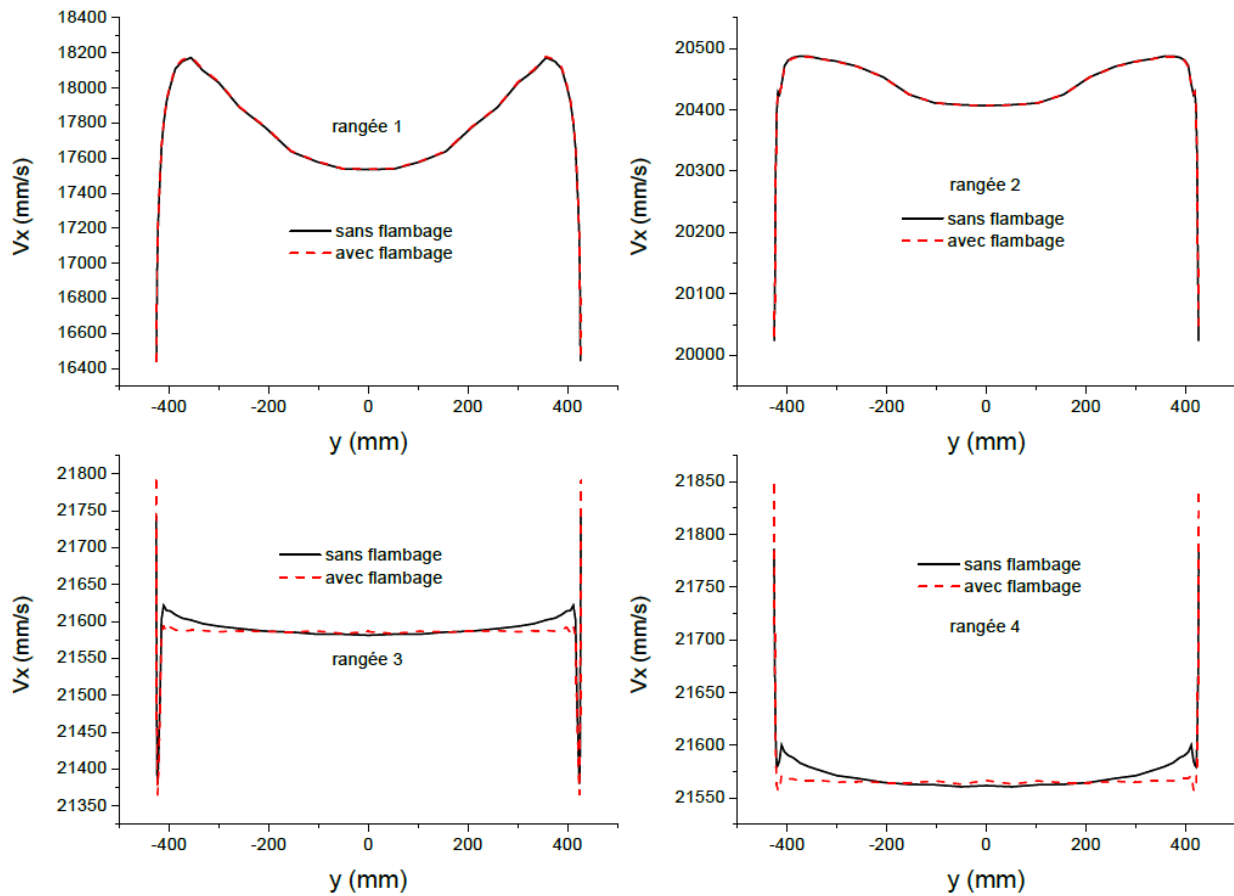 18400
18200
18000
17800
17600
17400
17200
17000
16800
16600
16400
Vx (mm/s)
rangée 1
sans flambage
avec flambage
-400 -200 0 200 400
y (mm)
20500
20400
20300
20200
20100
20000
Vx (mm/s)
rangée 2
sans flambage
avec flambage
-400 -200 0 200 400
y (mm)
21800
21750
21700
21650
21600
21550
21500
21450
21400
21350
Vx (mm/s)
sans flambage
avec flambage
rangée 3
-400 -200 0 200 400
y (mm)
21850
21800
21750
21700
21650
21600
21550
Vx (mm/s)
sans flambage
avec flambage
rangée 4
-400 -200 0 200 400
y (mm)